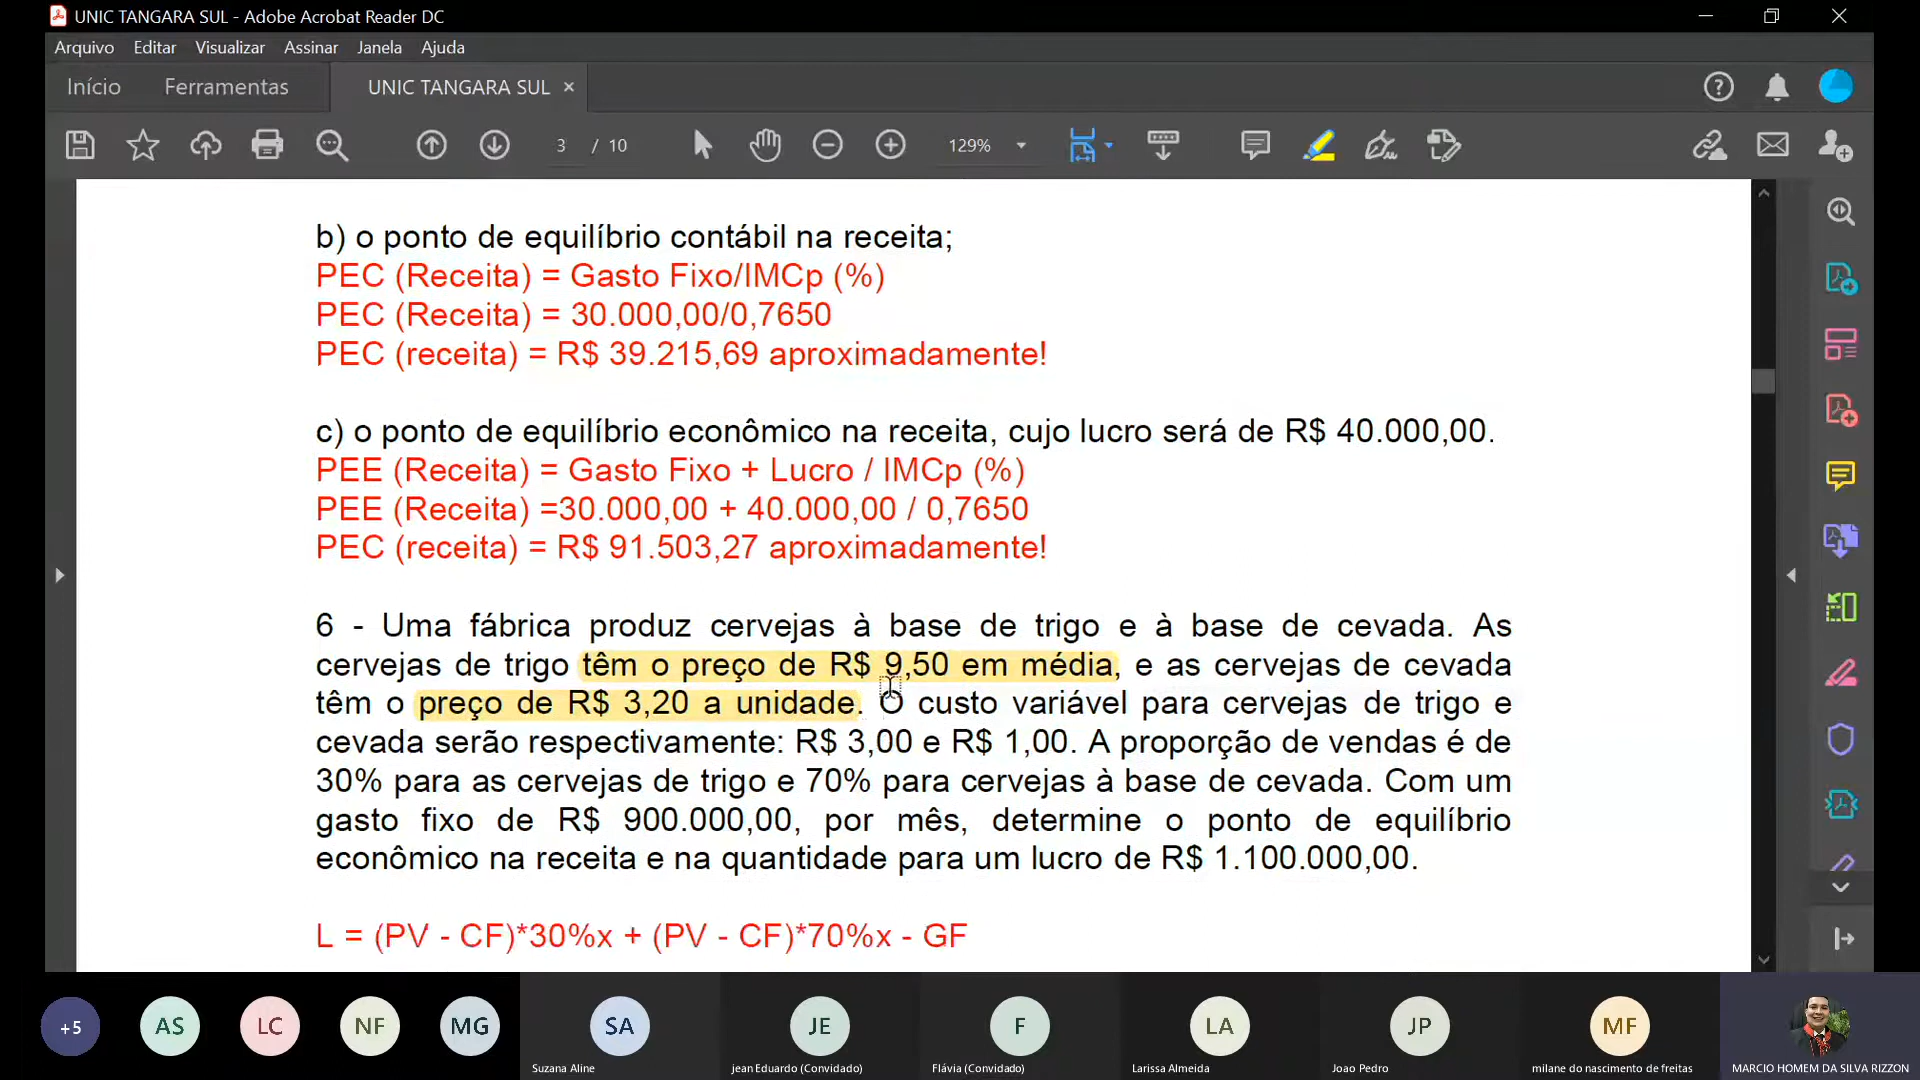 UNIC TANGARA SUL - Adobe Acrobat Reader DC
Arquivo Editar Visualizar Assinar Janela Ajuda
Início Ferramentas UNIC TANGARA SUL ×
3 / 10 129%
b) o ponto de equilíbrio contábil na receita;
PEC (Receita) = Gasto Fixo/IMCp (%)
PEC (Receita) = 30.000,00/0,7650
PEC (receita) = R$ 39.215,69 aproximadamente!
c) o ponto de equilíbrio econômico na receita, cujo lucro será de R$ 40.000,00.
PEE (Receita) = Gasto Fixo + Lucro / IMCp (%)
PEE (Receita) =30.000,00 + 40.000,00 / 0,7650
PEC (receita) = R$ 91.503,27 aproximadamente!
6 - Uma fábrica produz cervejas à base de trigo e à base de cevada. As
cervejas de trigo têm o preço de R$ 9,50 em média, e as cervejas de cevada
têm o preço de R$ 3,20 a unidade. O custo variável para cervejas de trigo e
cevada serão respectivamente: R$ 3,00 e R$ 1,00. A proporção de vendas é de
30% para as cervejas de trigo e 70% para cervejas à base de cevada. Com um
gasto fixo de R$ 900.000,00, por mês, determine o ponto de equilíbrio
econômico na receita e na quantidade para um lucro de R$ 1.100.000,00.
L = (PV - CF)*30%x + (PV - CF)*70%x - GF
+5 AS LC NF MG SA JE F LA JP MF
Suzana Aline jean Eduardo (Convidado) Flávia (Convidado) Larissa Almeida Joao Pedro milane do nascimento de freitas MARCIO HOMEM DA SILVA RIZZON